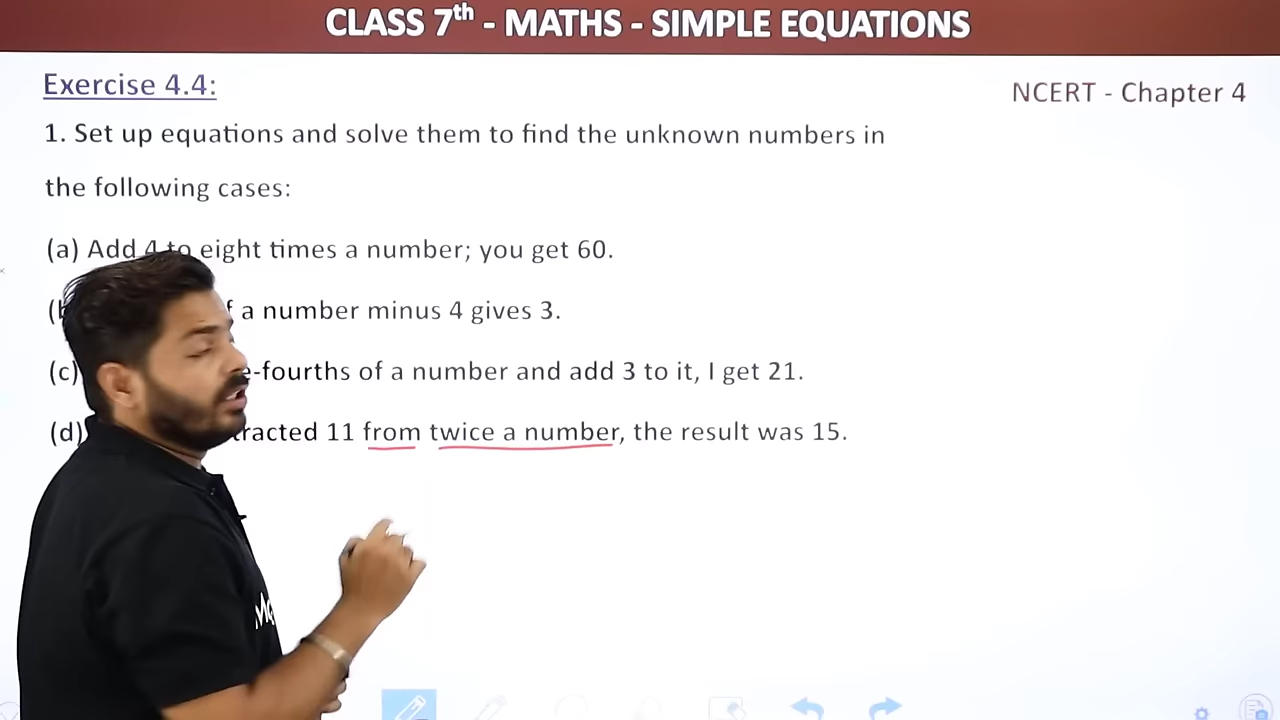 CLASS 7th - MATHS - SIMPLE EQUATIONS
Exercise 4.4:
NCERT - Chapter 4
1. Set up equations and solve them to find the unknown numbers in
the following cases:
(a) Add 4 to eight times a number; you get 60.
a number minus 4 gives 3.
(c) -fourths of a number and add 3 to it, I get 21.
(d) 11 from twice a number, the result was 15.